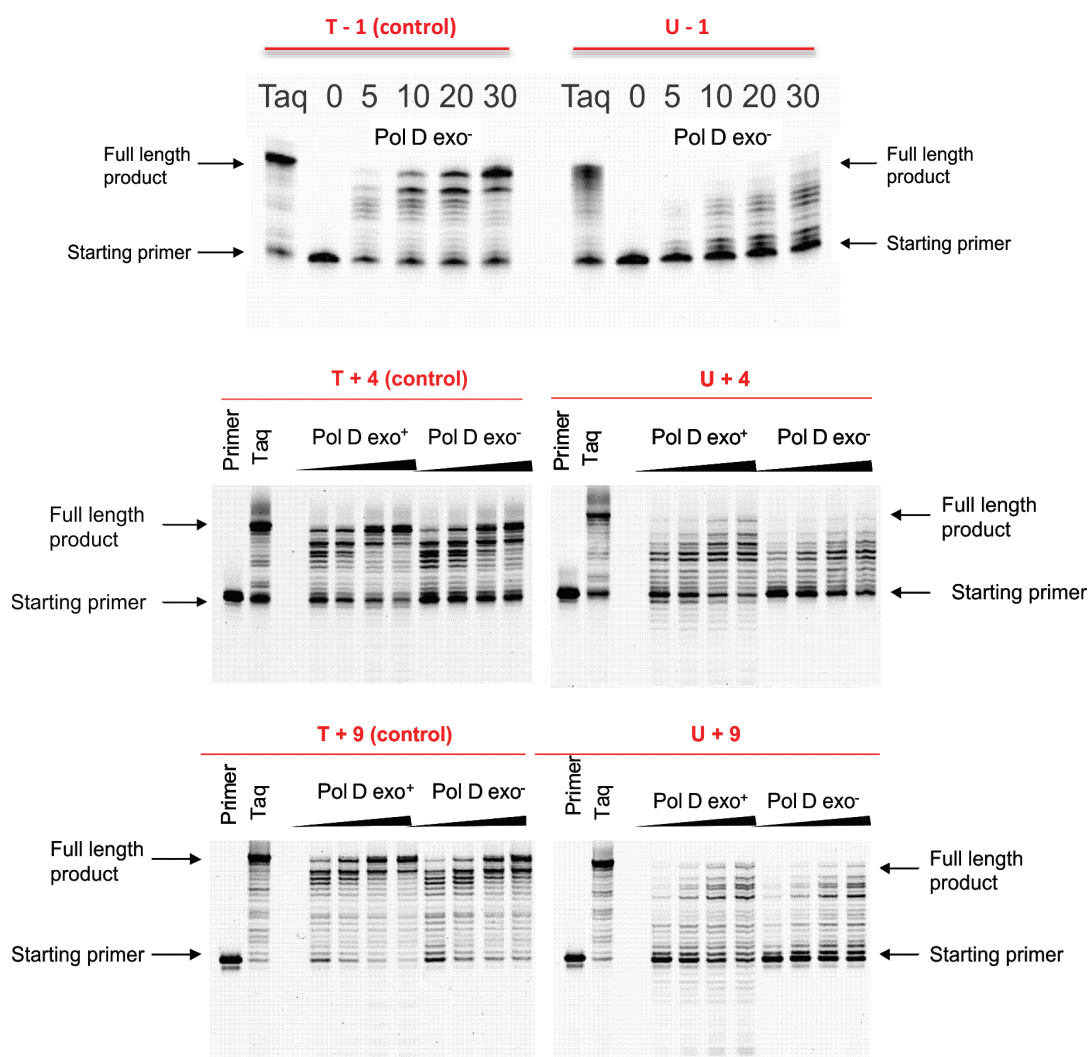 T - 1 (control)
U - 1
Taq 0 5 10 20 30
Taq 0 5 10 20 30
Pol D exo⁻
Pol D exo⁻
Full length
product
Full length
product
Starting primer
Starting primer
T + 4 (control)
U + 4
Primer
Taq
Pol D exo⁺
Pol D exo⁻
Primer
Taq
Pol D exo⁺
Pol D exo⁻
Full length
product
Full length
product
Starting primer
Starting primer
T + 9 (control)
U + 9
Primer
Taq
Pol D exo⁺
Pol D exo⁻
Primer
Taq
Pol D exo⁺
Pol D exo⁻
Full length
product
Full length
product
Starting primer
Starting primer